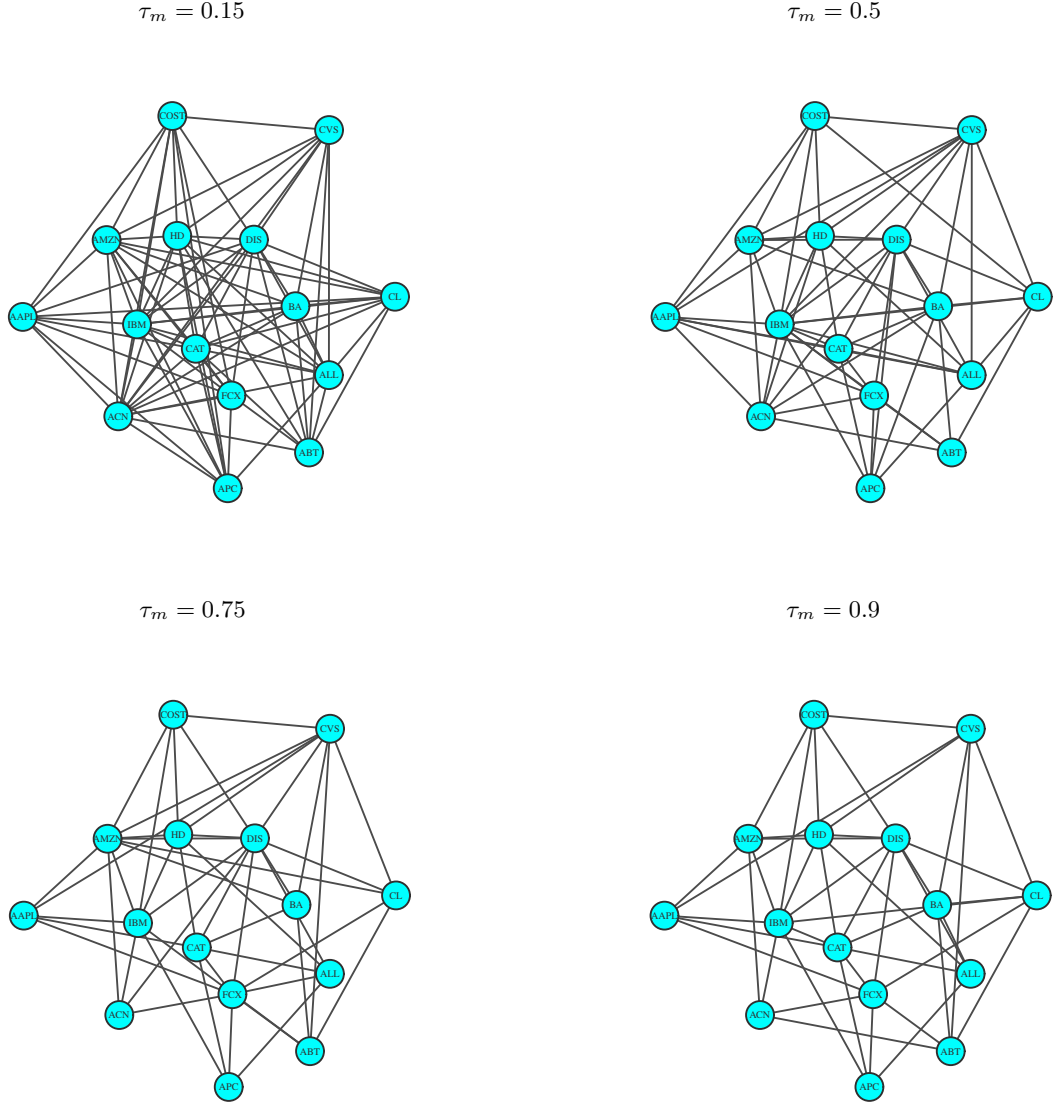 τ_m = 0.15
τ_m = 0.5
COST
CVS
AMZN
HD
DIS
CL
BA
AAPL
IBM
CAT
ALL
FCX
ACN
ABT
APC
COST
CVS
AMZN
HD
DIS
CL
BA
AAPL
IBM
CAT
ALL
FCX
ACN
ABT
APC
τ_m = 0.75
τ_m = 0.9
COST
CVS
AMZN
HD
DIS
CL
BA
AAPL
IBM
CAT
ALL
FCX
ACN
ABT
APC
COST
CVS
AMZN
HD
DIS
CL
BA
AAPL
IBM
CAT
ALL
FCX
ACN
ABT
APC